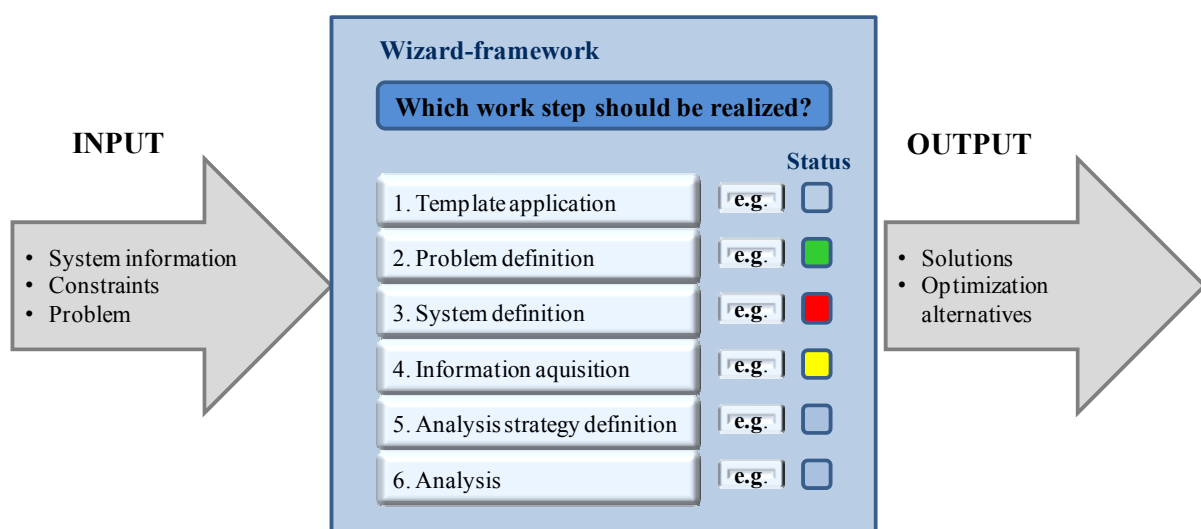 Wizard-framework
Which work step should be realized?
INPUT
• System information
• Constraints
• Problem
Status
1. Template application e.g.
2. Problem definition e.g.
3. System definition e.g.
4. Information aquisition e.g.
5. Analysis strategy definition e.g.
6. Analysis e.g.
OUTPUT
• Solutions
• Optimization
alternatives